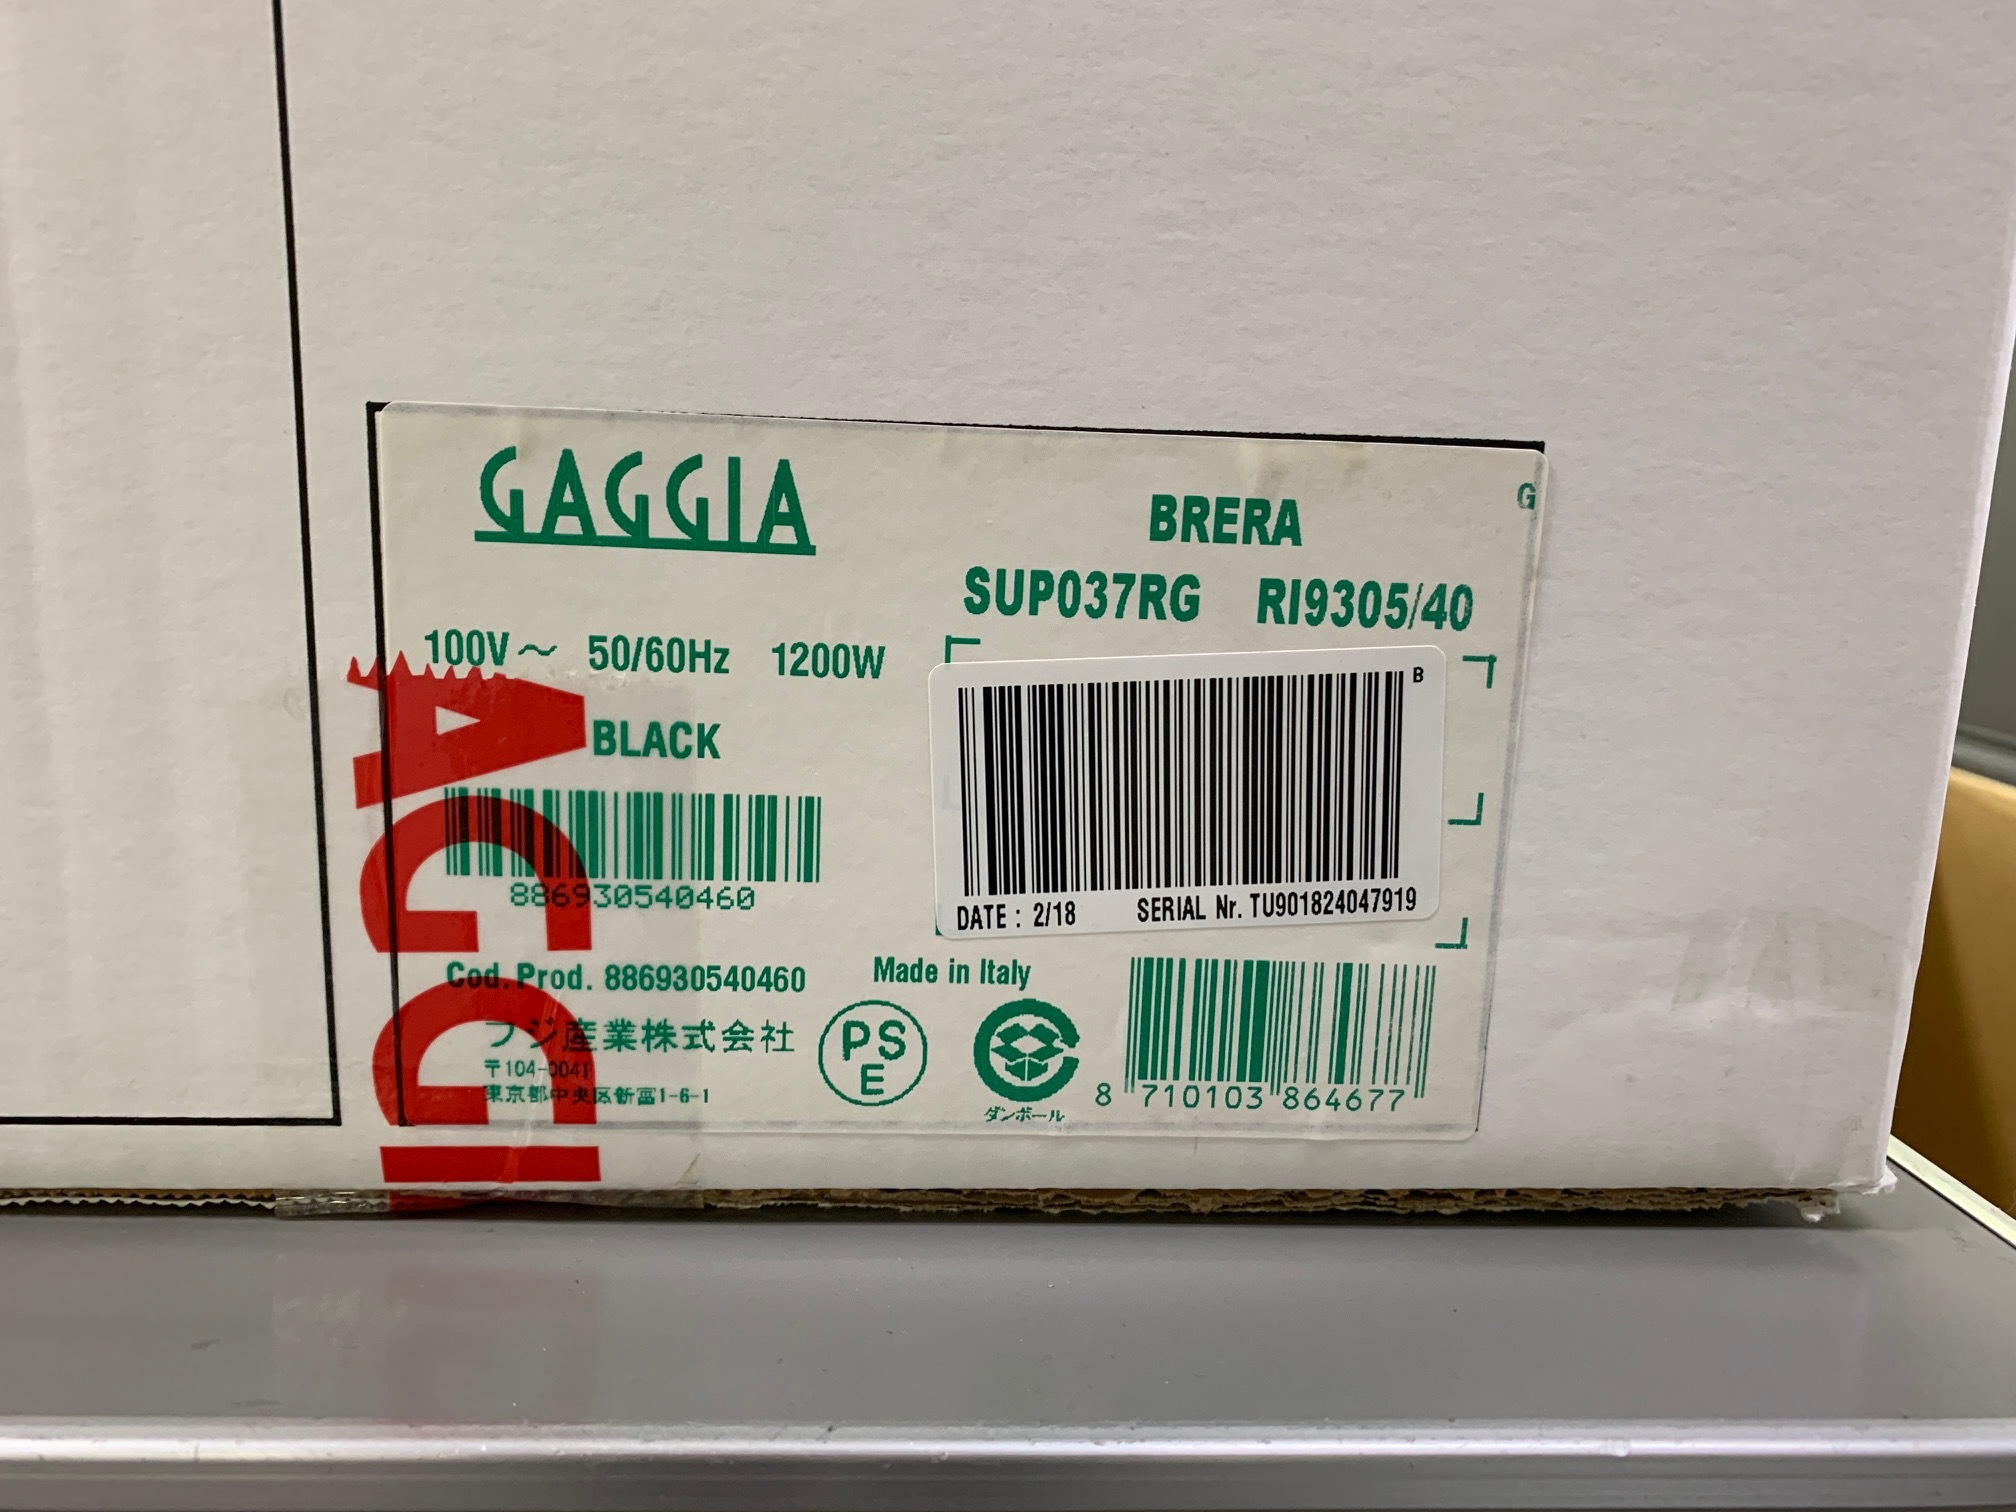 GAGGIA
BRERA
G
SUP037RG RI9305/40
100V~ 50/60Hz 1200W
BLACK
B
886930540460
DATE : 2/18 SERIAL Nr. TU901824047919
Cod. Prod. 886930540460
Made in Italy
フジ産業株式会社
〒104-0041
東京都中央区新富1-6-1
PS
E
ダンボール
8 710103 864677
AGGI